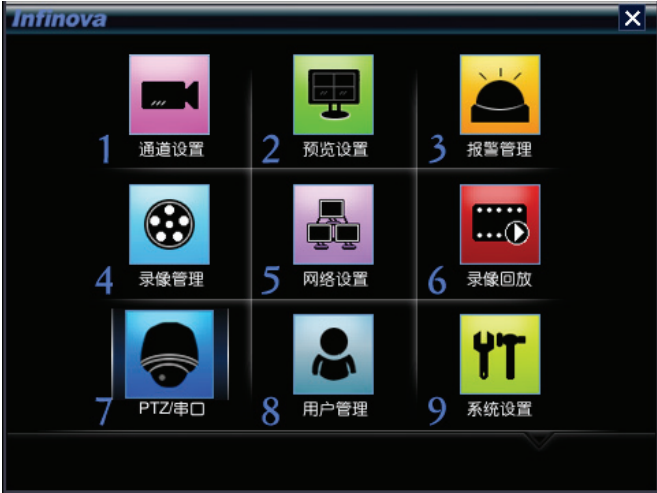 Infinova
1 通道设置 2 预览设置 3 报警管理
4 录像管理 5 网络设置 6 录像回放
7 PTZ/串口 8 用户管理 9 系统设置